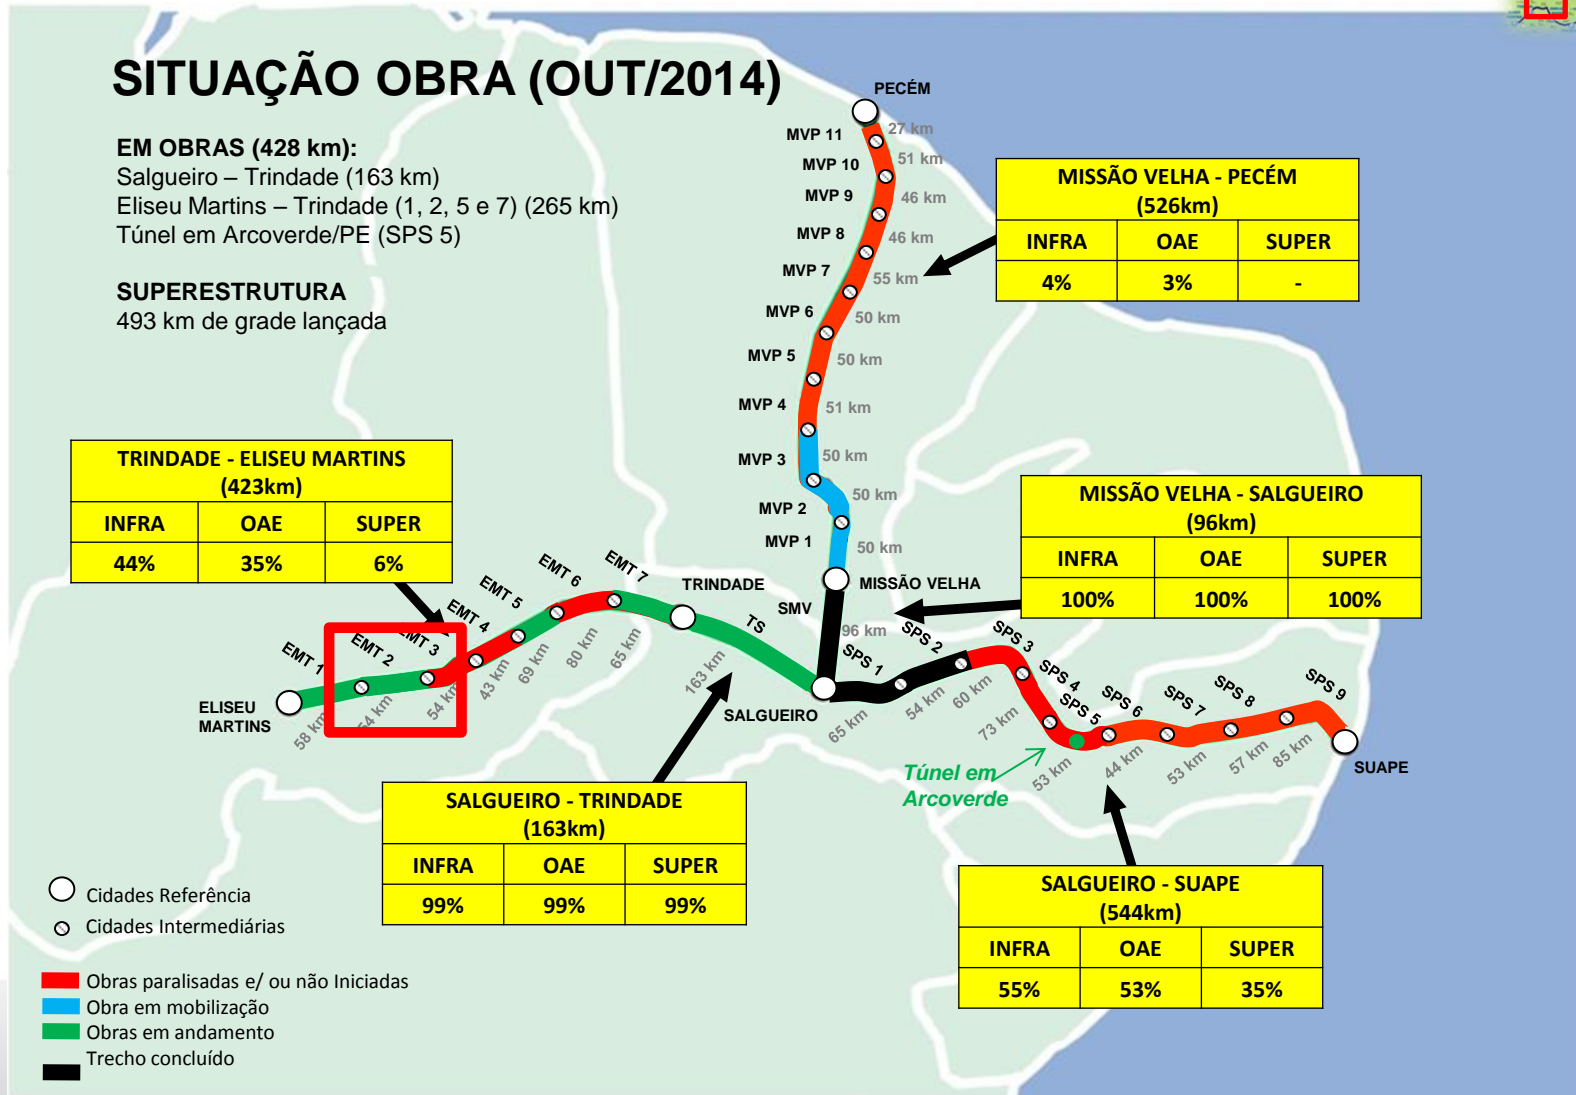 SITUAÇÃO OBRA (OUT/2014)
EM OBRAS (428 km):
Salgueiro – Trindade (163 km)
Eliseu Martins – Trindade (1, 2, 5 e 7) (265 km)
Túnel em Arcoverde/PE (SPS 5)
SUPERESTRUTURA
493 km de grade lançada
PECÉM
MVP 11
27 km
MVP 10
51 km
MVP 9
46 km
MVP 8
46 km
MVP 7
55 km
MVP 6
50 km
MVP 5
50 km
MVP 4
51 km
MVP 3
50 km
MVP 2
50 km
MVP 1
50 km
MISSÃO VELHA - PECÉM
(526km)
INFRA OAE SUPER
4% 3% -
TRINDADE - ELISEU MARTINS
(423km)
INFRA OAE SUPER
44% 35% 6%
MISSÃO VELHA - SALGUEIRO
(96km)
INFRA OAE SUPER
100% 100% 100%
MISSÃO VELHA
SMV
96 km
TRINDADE
TS
163 km
SALGUEIRO
ELISEU
MARTINS
EMT 1
58 km
EMT 2
54 km
EMT 3
54 km
EMT 4
43 km
EMT 5
69 km
EMT 6
80 km
EMT 7
65 km
SPS 1
65 km
SPS 2
54 km
SPS 3
60 km
SPS 4
73 km
SPS 5
53 km
SPS 6
44 km
SPS 7
53 km
SPS 8
57 km
SPS 9
85 km
SUAPE
Túnel em
Arcoverde
SALGUEIRO - TRINDADE
(163km)
INFRA OAE SUPER
99% 99% 99%
SALGUEIRO - SUAPE
(544km)
INFRA OAE SUPER
55% 53% 35%
Cidades Referência
Cidades Intermediárias
Obras paralisadas e/ ou não Iniciadas
Obra em mobilização
Obras em andamento
Trecho concluído